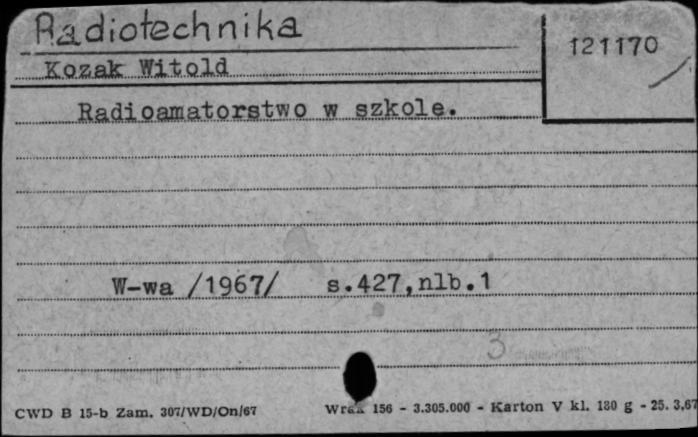 Radiotechnika
121170
Kozak Witold
Radioamatorstwo w szkole.
W-wa /1967/ s.427,nlb.1
3
CWD B 15-b Zam. 307/WD/On/67 156 - 3.305.000 - Karton V kl. 180 g - 25. 3.67